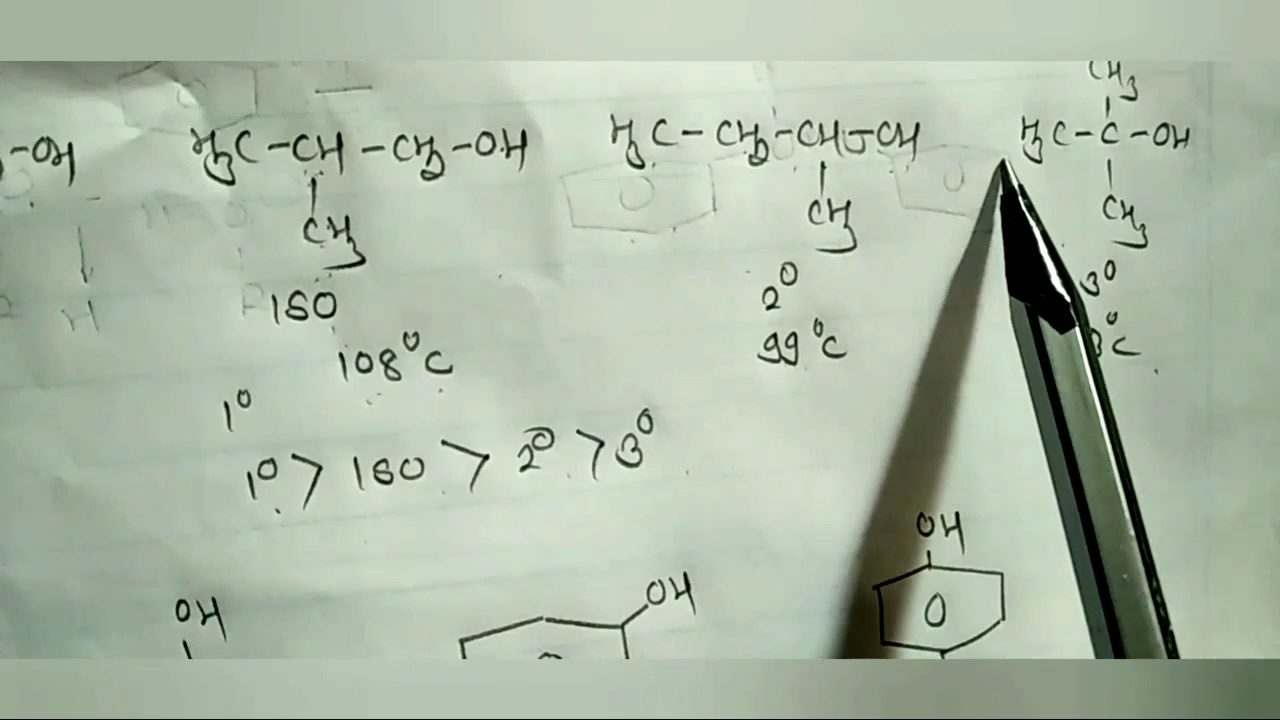 CH₃
-OH H₃C-CH-CH₂-OH H₃C-CH₂-CH-OH H₃C-C-OH
CH₃ CH₃ CH₃
ISO 2° 3°
108°C 99°C 3°C
1°
1° > ISO > 2° > 3°
OH
OH OH